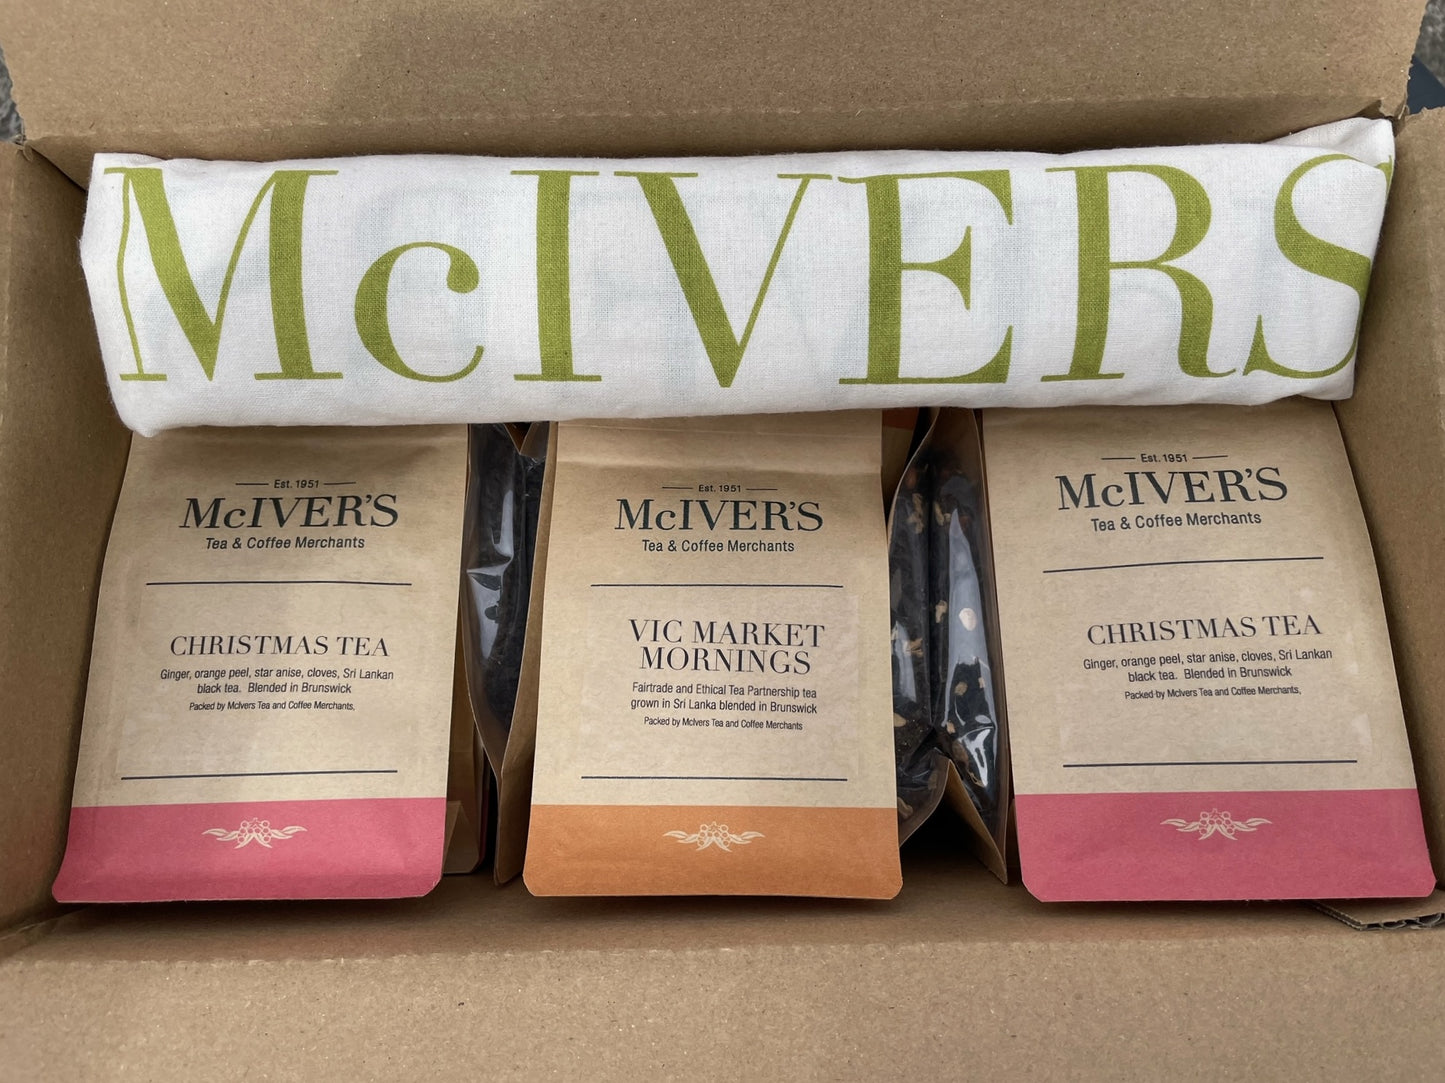 McIVERS
Est. 1951
McIVER'S
Tea & Coffee Merchants
CHRISTMAS TEA
Ginger, orange peel, star anise, cloves, Sri Lankan
black tea. Blended in Brunswick
Packed by McIvers Tea and Coffee Merchants,
Est. 1951
McIVER'S
Tea & Coffee Merchants
VIC MARKET
MORNINGS
Fairtrade and Ethical Tea Partnership tea
grown in Sri Lanka blended in Brunswick
Packed by McIvers Tea and Coffee Merchants
Est. 1951
McIVER'S
Tea & Coffee Merchants
CHRISTMAS TEA
Ginger, orange peel, star anise, cloves, Sri Lankan
black tea. Blended in Brunswick
Packed by McIvers Tea and Coffee Merchants,